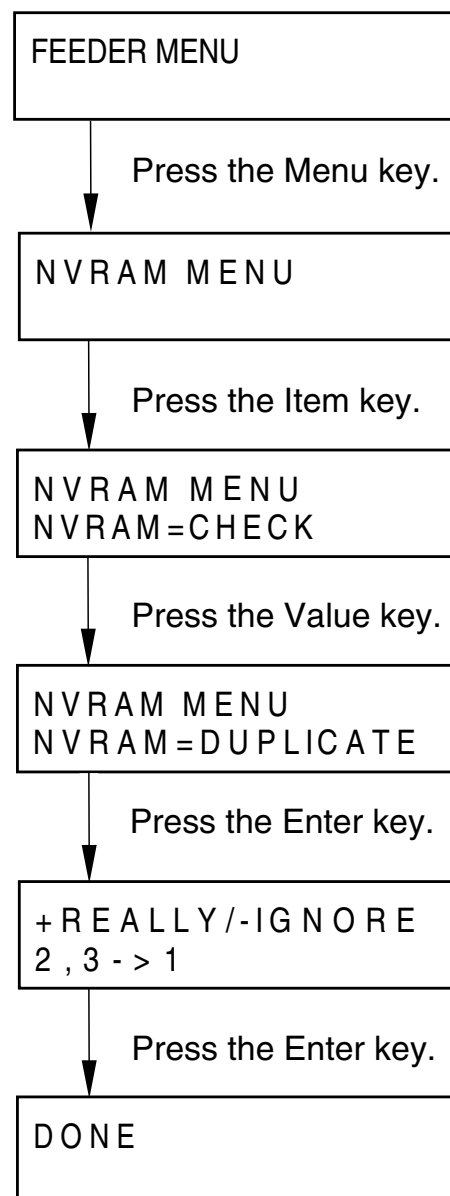 FEEDER MENU
Press the Menu key.
NVRAM MENU
Press the Item key.
NVRAM MENU
NVRAM=CHECK
Press the Value key.
NVRAM MENU
NVRAM=DUPLICATE
Press the Enter key.
+REALLY/-IGNORE
2,3->1
Press the Enter key.
DONE